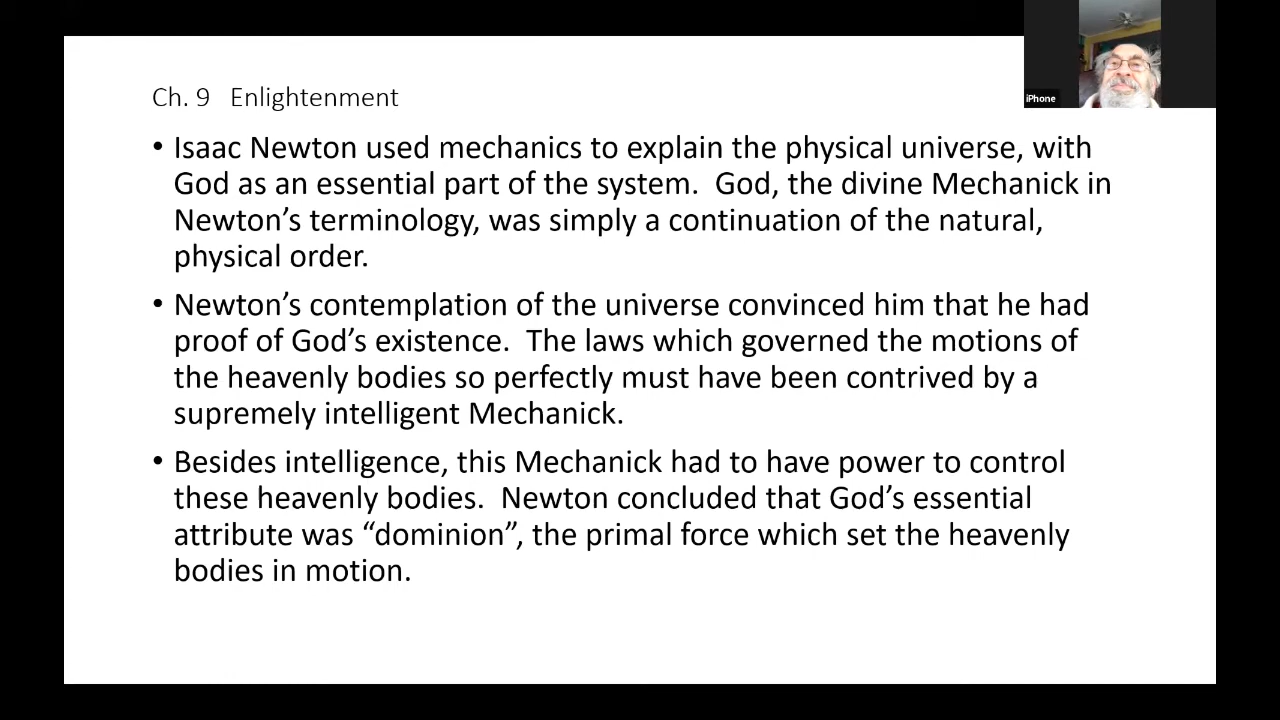 Ch. 9 Enlightenment
iPhone
• Isaac Newton used mechanics to explain the physical universe, with
God as an essential part of the system. God, the divine Mechanick in
Newton’s terminology, was simply a continuation of the natural,
physical order.
• Newton’s contemplation of the universe convinced him that he had
proof of God’s existence. The laws which governed the motions of
the heavenly bodies so perfectly must have been contrived by a
supremely intelligent Mechanick.
• Besides intelligence, this Mechanick had to have power to control
these heavenly bodies. Newton concluded that God’s essential
attribute was “dominion”, the primal force which set the heavenly
bodies in motion.